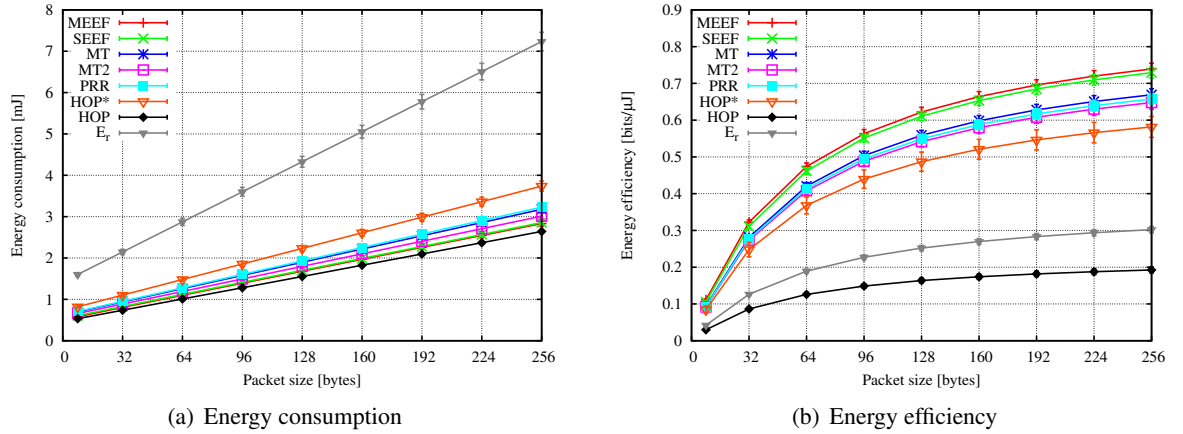 Energy consumption [mJ]
8
7
6
5
4
3
2
1
0
MEEF
SEEF
MT
MT2
PRR
HOP*
HOP
Er
0 32 64 96 128 160 192 224 256
Packet size [bytes]
(a) Energy consumption
Energy efficiency [bits/µJ]
0.9
0.8
0.7
0.6
0.5
0.4
0.3
0.2
0.1
0
MEEF
SEEF
MT
MT2
PRR
HOP*
HOP
Er
0 32 64 96 128 160 192 224 256
Packet size [bytes]
(b) Energy efficiency